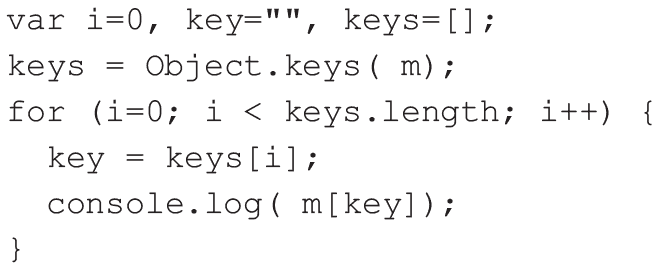 var i=0, key="", keys=[];
keys = Object.keys( m);
for (i=0; i < keys.length; i++) {
  key = keys[i];
  console.log( m[key]);
}